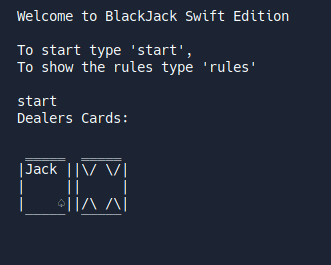 Welcome to BlackJack Swift Edition
To start type 'start',
To show the rules type 'rules'
start
Dealers Cards:
 _____  _____
|Jack ||\/ \/|
|     ||     |
|    ♤||/\ /\|
 ‾‾‾‾‾  ‾‾‾‾‾